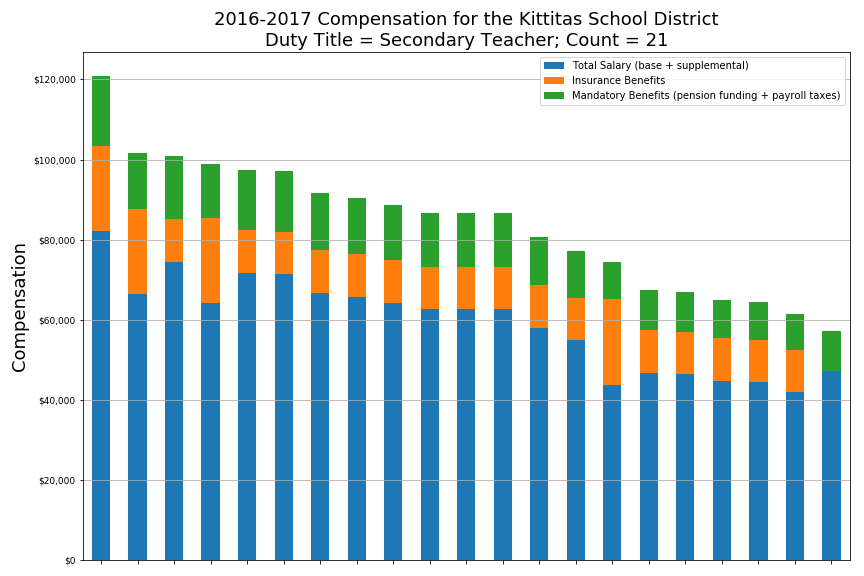 2016-2017 Compensation for the Kittitas School District
Duty Title = Secondary Teacher; Count = 21
Total Salary (base + supplemental)
Insurance Benefits
Mandatory Benefits (pension funding + payroll taxes)
Compensation
$120,000
$100,000
$80,000
$60,000
$40,000
$20,000
$0